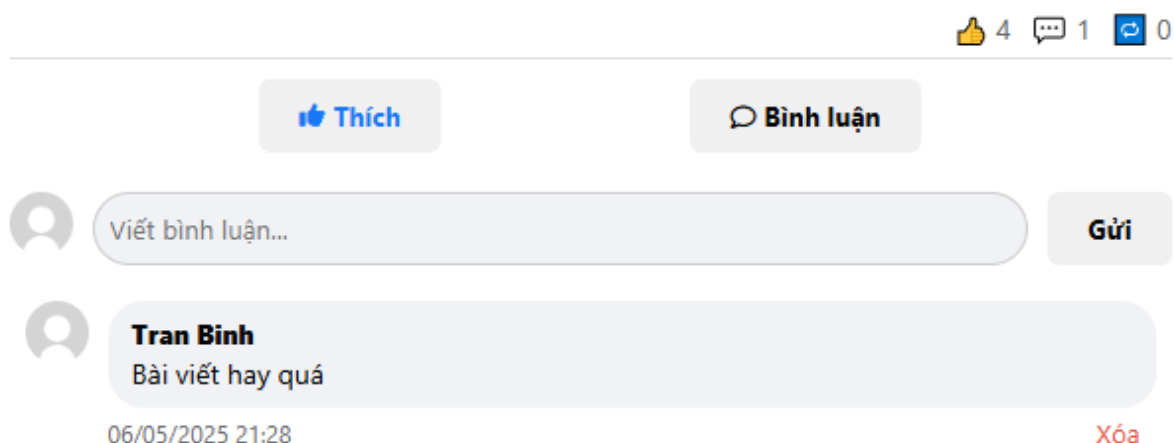 👍 4 💬 1 🔁 0
Thích
Bình luận
Viết bình luận...
Gửi
Tran Binh
Bài viết hay quá
06/05/2025 21:28
Xóa